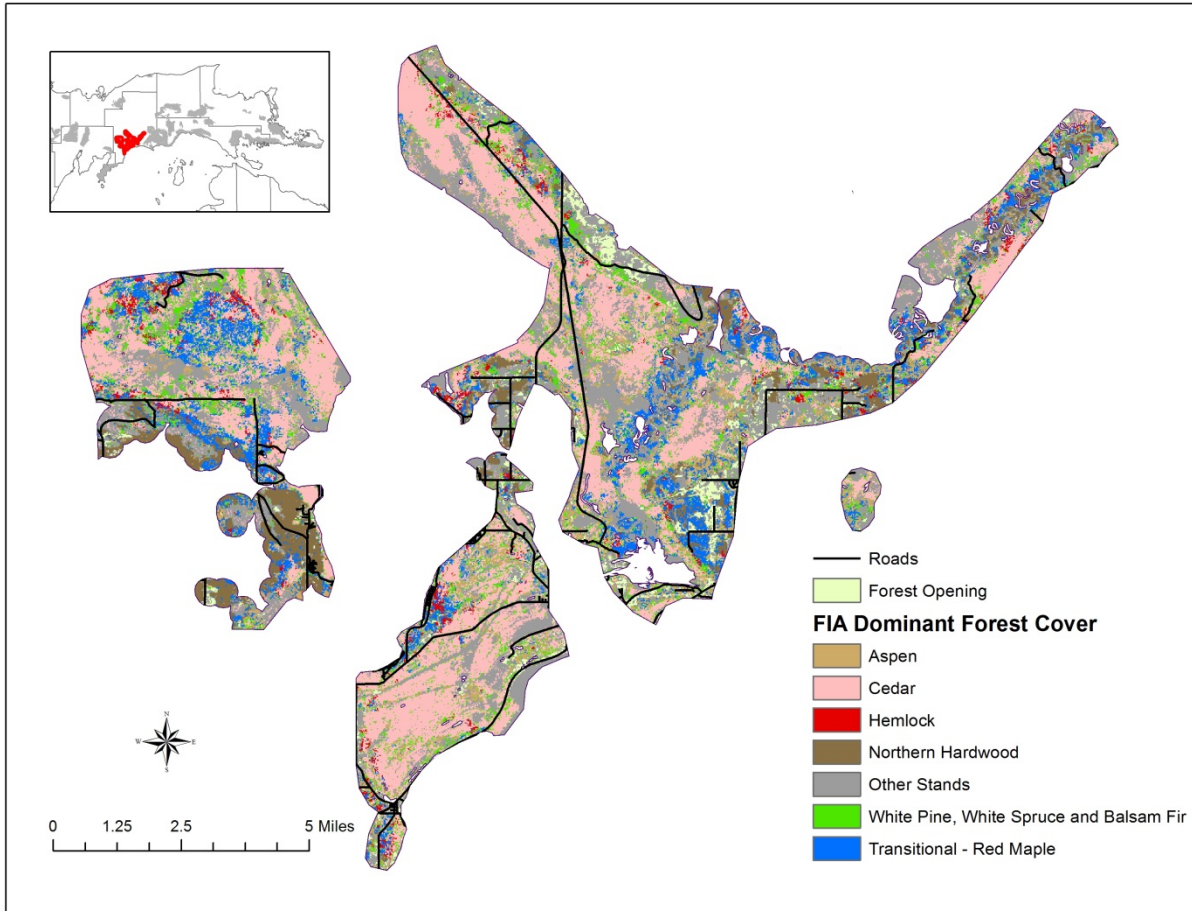 Roads
Forest Opening
FIA Dominant Forest Cover
Aspen
Cedar
Hemlock
Northern Hardwood
Other Stands
White Pine, White Spruce and Balsam Fir
Transitional - Red Maple
N
W E
S
0 1.25 2.5 5 Miles